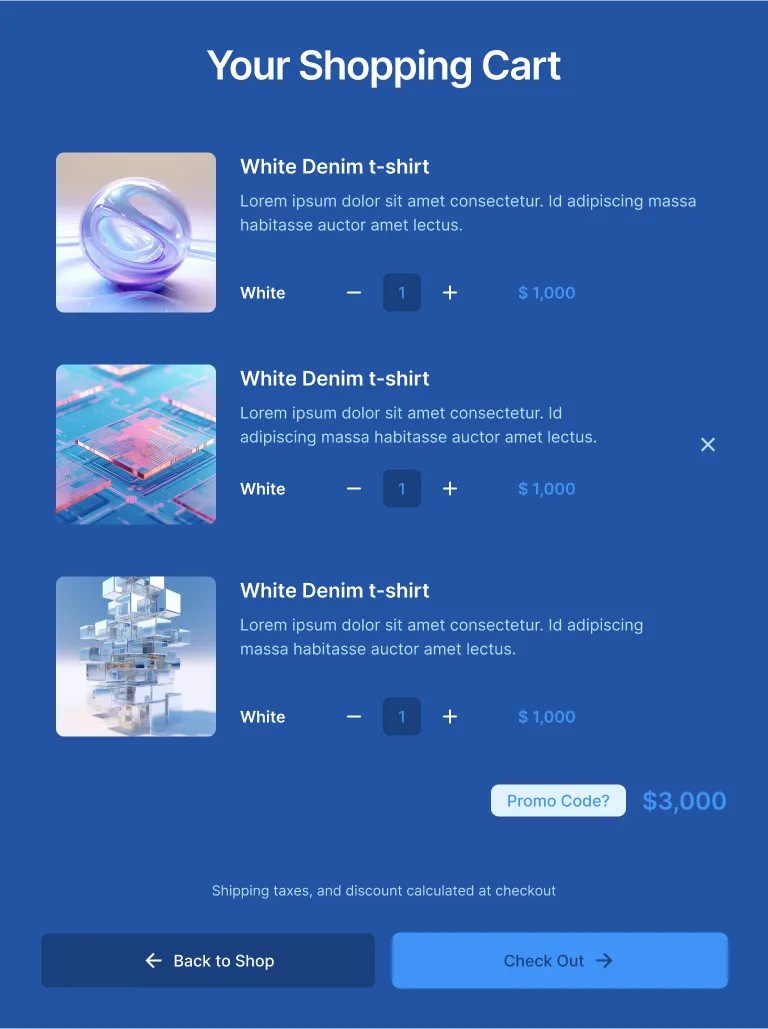 Your Shopping Cart
White Denim t-shirt
Lorem ipsum dolor sit amet consectetur. Id adipiscing massa
habitasse auctor amet lectus.
White 1 $ 1,000
White Denim t-shirt
Lorem ipsum dolor sit amet consectetur. Id
adipiscing massa habitasse auctor amet lectus.
White 1 $ 1,000
White Denim t-shirt
Lorem ipsum dolor sit amet consectetur. Id adipiscing
massa habitasse auctor amet lectus.
White 1 $ 1,000
Promo Code? $3,000
Shipping taxes, and discount calculated at checkout
Back to Shop
Check Out